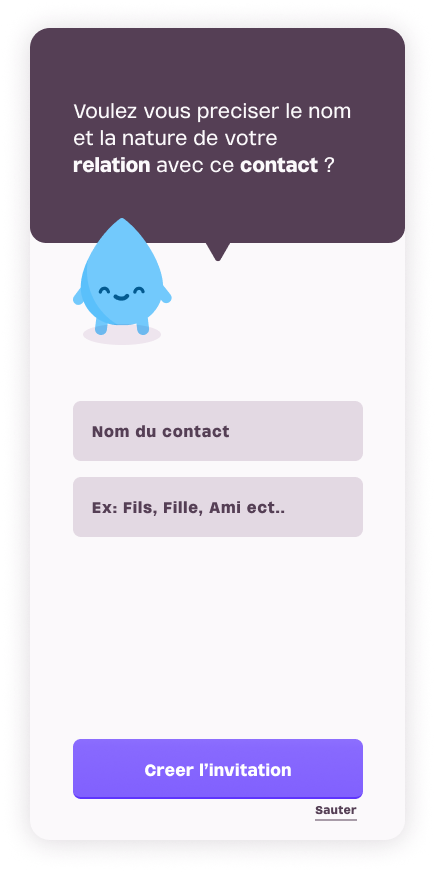 Voulez vous preciser le nom
et la nature de votre
relation avec ce contact ?
Nom du contact
Ex: Fils, Fille, Ami ect..
Creer l’invitation
Sauter